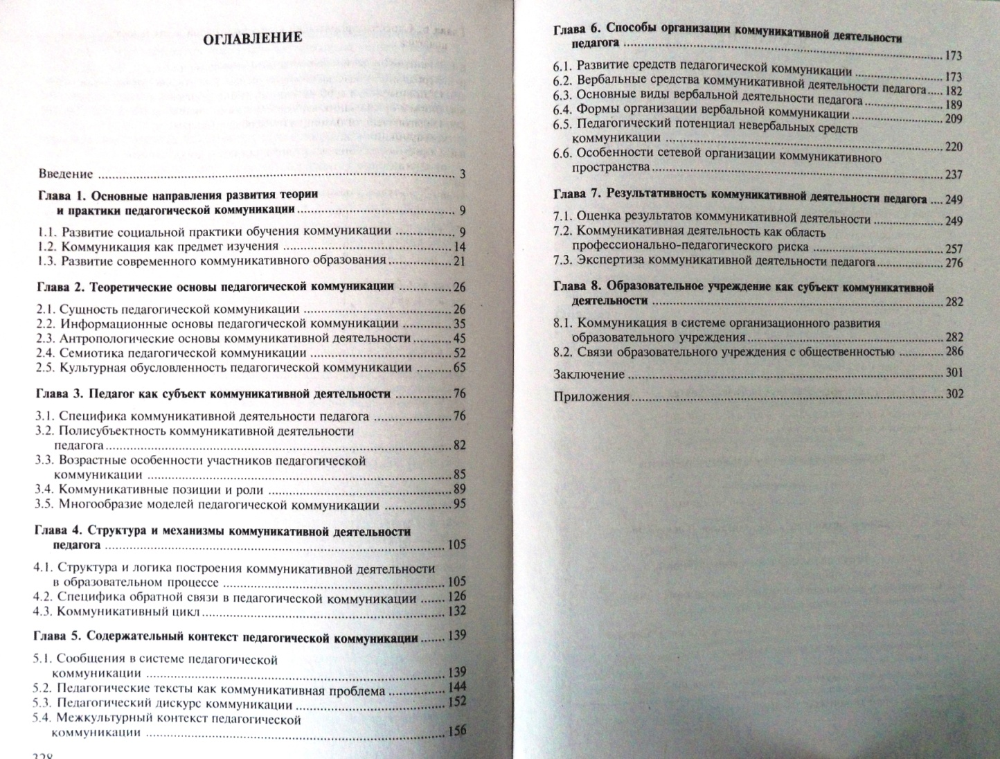 ОГЛАВЛЕНИЕ
Введение ........ 3
Глава 1. Основные направления развития теории
и практики педагогической коммуникации ........ 9
1.1. Развитие социальной практики обучения коммуникации ........ 9
1.2. Коммуникация как предмет изучения ........ 14
1.3. Развитие современного коммуникативного образования ........ 21
Глава 2. Теоретические основы педагогической коммуникации ........ 26
2.1. Сущность педагогической коммуникации ........ 26
2.2. Информационные основы педагогической коммуникации ........ 35
2.3. Антропологические основы коммуникативной деятельности ........ 45
2.4. Семиотика педагогической коммуникации ........ 52
2.5. Культурная обусловленность педагогической коммуникации ........ 65
Глава 3. Педагог как субъект коммуникативной деятельности ........ 76
3.1. Специфика коммуникативной деятельности педагога ........ 76
3.2. Полисубъектность коммуникативной деятельности
педагога ........ 82
3.3. Возрастные особенности участников педагогической
коммуникации ........ 85
3.4. Коммуникативные позиции и роли ........ 89
3.5. Многообразие моделей педагогической коммуникации ........ 95
Глава 4. Структура и механизмы коммуникативной деятельности
педагога ........ 105
4.1. Структура и логика построения коммуникативной деятельности
в образовательном процессе ........ 105
4.2. Специфика обратной связи в педагогической коммуникации ........ 126
4.3. Коммуникативный цикл ........ 132
Глава 5. Содержательный контекст педагогической коммуникации ........ 139
5.1. Сообщения в системе педагогической
коммуникации ........ 139
5.2. Педагогические тексты как коммуникативная проблема ........ 144
5.3. Педагогический дискурс коммуникации ........ 152
5.4. Межкультурный контекст педагогической
коммуникации ........ 156
328
Глава 6. Способы организации коммуникативной деятельности
педагога ........ 173
6.1. Развитие средств педагогической коммуникации ........ 173
6.2. Вербальные средства коммуникативной деятельности педагога ........ 182
6.3. Основные виды вербальной деятельности педагога ........ 189
6.4. Формы организации вербальной коммуникации ........ 209
6.5. Педагогический потенциал невербальных средств
коммуникации ........ 220
6.6. Особенности сетевой организации коммуникативного
пространства ........ 237
Глава 7. Результативность коммуникативной деятельности педагога ........ 249
7.1. Оценка результатов коммуникативной деятельности ........ 249
7.2. Коммуникативная деятельность как область
профессионально-педагогического риска ........ 257
7.3. Экспертиза коммуникативной деятельности педагога ........ 276
Глава 8. Образовательное учреждение как субъект коммуникативной
деятельности ........ 282
8.1. Коммуникация в системе организационного развития
образовательного учреждения ........ 282
8.2. Связи образовательного учреждения с общественностью ........ 286
Заключение ........ 301
Приложения ........ 302